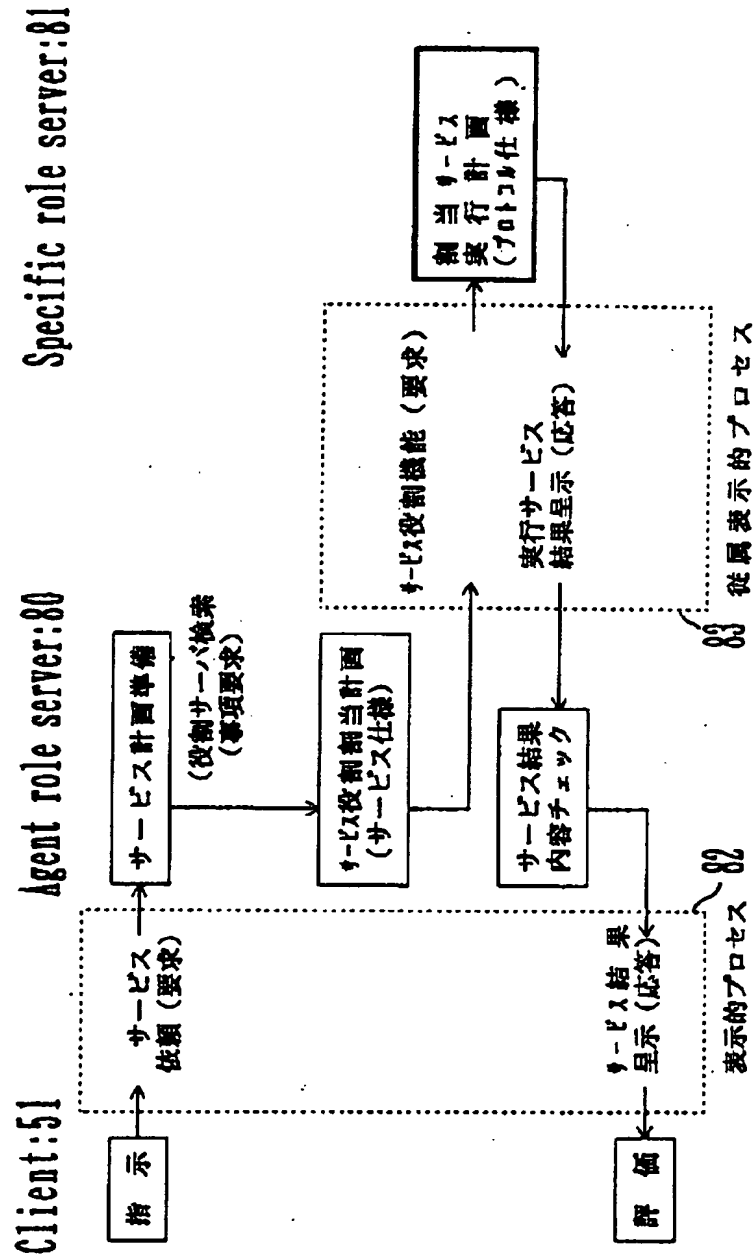 Client:51
Agent role server:80
Specific role server:81
指示
サービス
依頼(要求)
サービス計画準備
(役割サーバ検索
(事項要求)
サービス役割割当計画
(サービス仕様)
サービス役割機能(要求)
割当サービス
実行計画
(プロトコル仕様)
実行サービス
結果呈示(応答)
サービス結果
内容チェック
サービス結果
呈示(応答)
評価
表示的プロセス
82
83
従属表示的プロセス